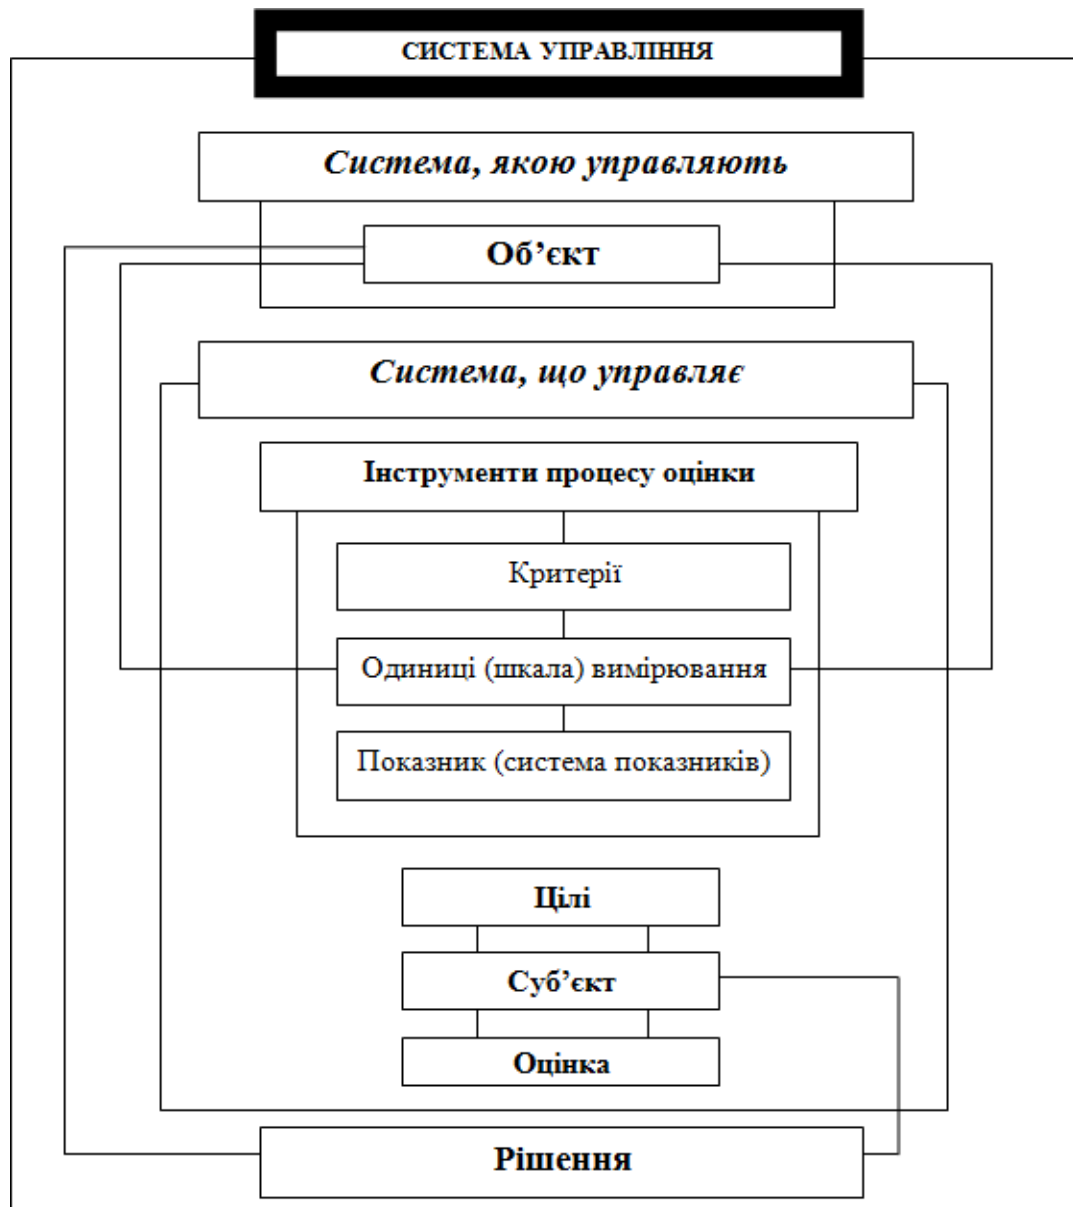 СИСТЕМА УПРАВЛІННЯ
Система, якою управляють
Об’єкт
Система, що управляє
Інструменти процесу оцінки
Критерії
Одиниці (шкала) вимірювання
Показник (система показників)
Цілі
Суб’єкт
Оцінка
Рішення